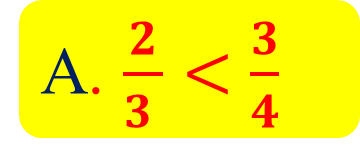 A. 2/3 < 3/4